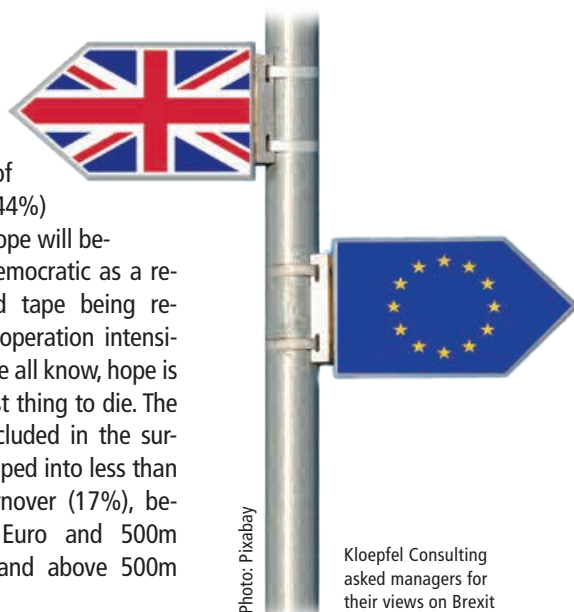 of
44%)
ope will be-
emocratic as a re-
d tape being re-
operation intensi-
e all know, hope is
st thing to die. The
cluded in the sur-
ped into less than
rnover (17%), be-
Euro and 500m
and above 500m
Photo: Pixabay
Kloepfel Consulting
asked managers for
their views on Brexit